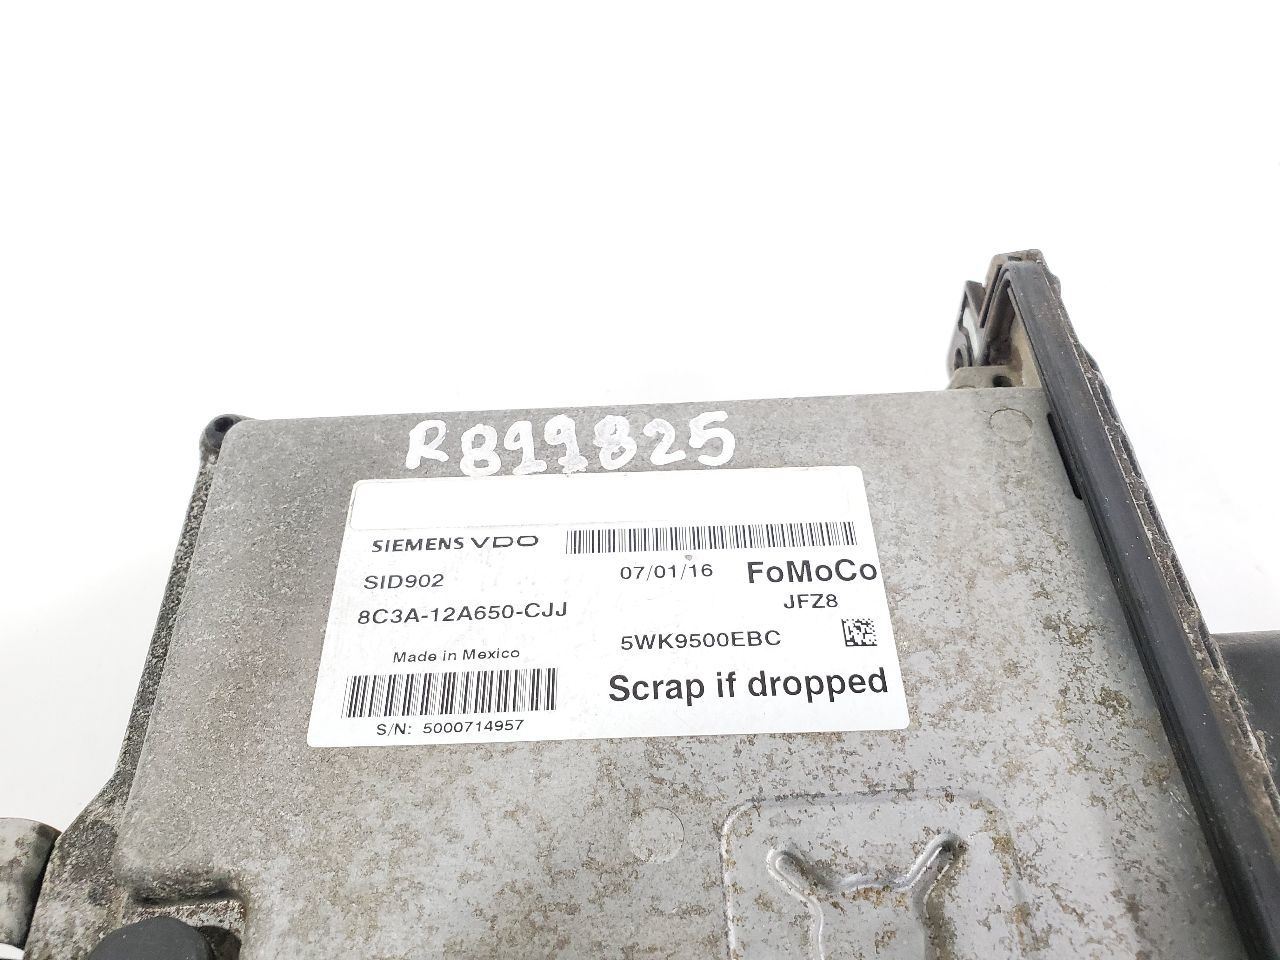 R899825
SIEMENS VDO
SID902
07/01/16
FoMoCo
8C3A-12A650-CJJ
JFZ8
Made in Mexico
5WK9500EBC
Scrap if dropped
S/N: 5000714957